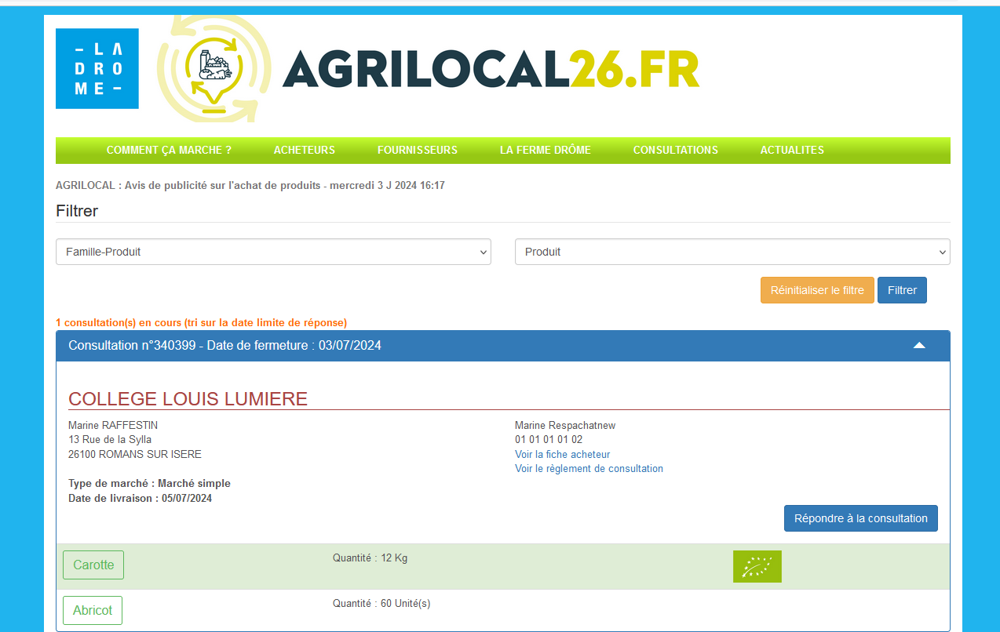 – L A
D R O
M E –
AGRILOCAL26.FR
COMMENT ÇA MARCHE ? ACHETEURS FOURNISSEURS LA FERME DRÔME CONSULTATIONS ACTUALITES
AGRILOCAL : Avis de publicité sur l'achat de produits - mercredi 3 J 2024 16:17
Filtrer
Famille-Produit Produit
Réinitialiser le filtre Filtrer
1 consultation(s) en cours (tri sur la date limite de réponse)
Consultation n°340399 - Date de fermeture : 03/07/2024
COLLEGE LOUIS LUMIERE
Marine RAFFESTIN
13 Rue de la Sylla
26100 ROMANS SUR ISERE
Type de marché : Marché simple
Date de livraison : 05/07/2024
Marine Respachatnew
01 01 01 01 02
Voir la fiche acheteur
Voir le règlement de consultation
Répondre à la consultation
Carotte Quantité : 12 Kg
Abricot Quantité : 60 Unité(s)